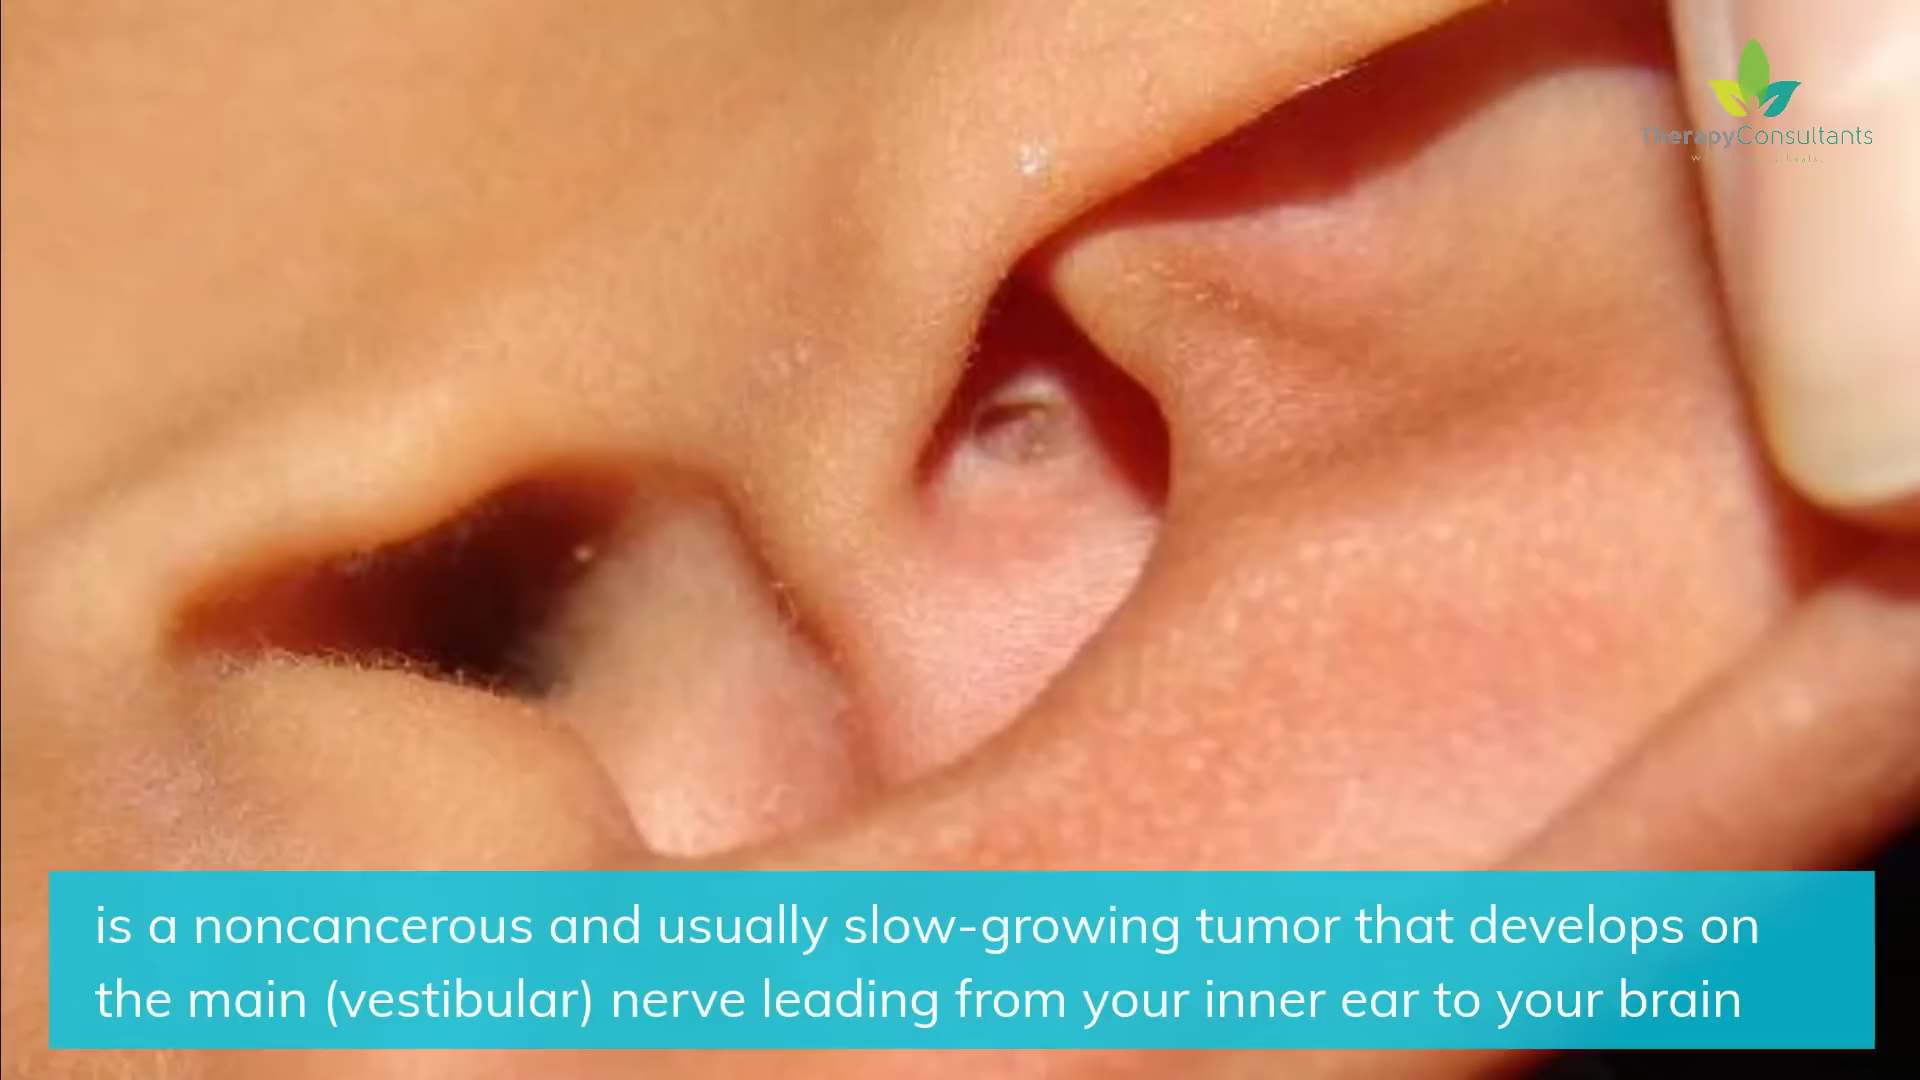 TherapyConsultants
is a noncancerous and usually slow-growing tumor that develops on
the main (vestibular) nerve leading from your inner ear to your brain